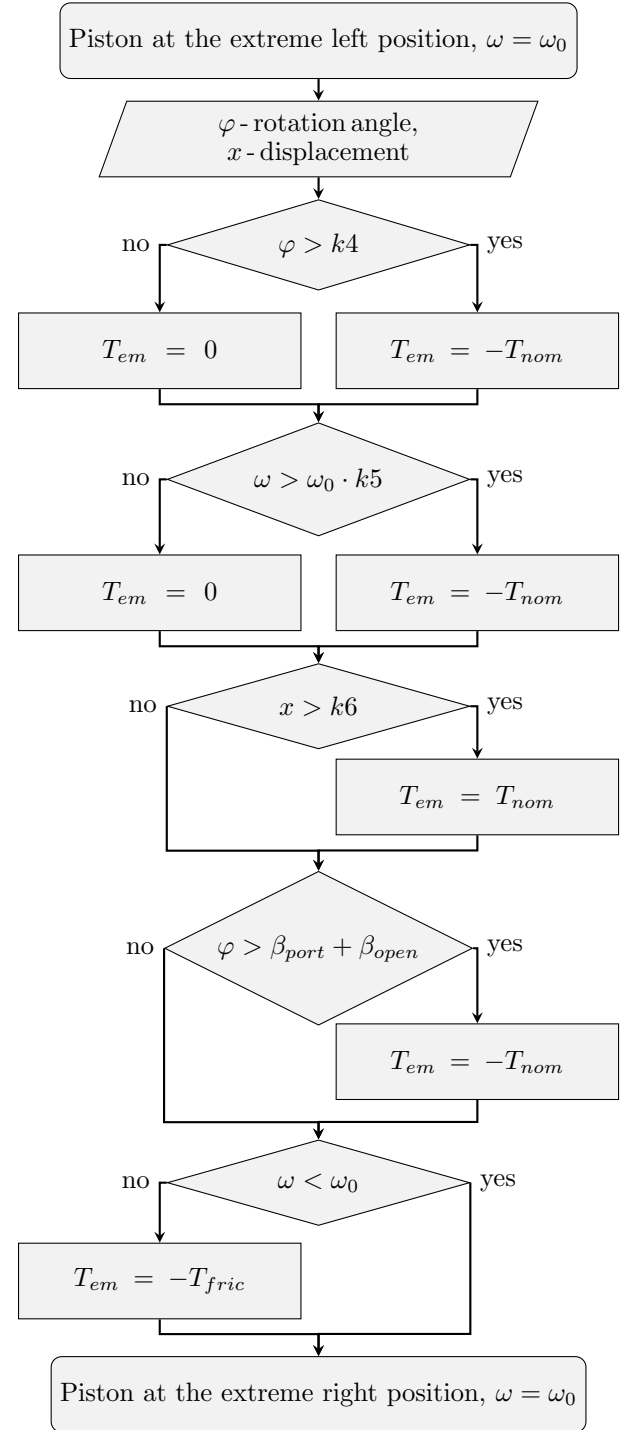 Piston at the extreme left position, ω = ω₀
φ - rotation angle,
x - displacement
no
φ > k4
yes
T_em = 0
T_em = −T_nom
no
ω > ω₀ · k5
yes
T_em = 0
T_em = −T_nom
no
x > k6
yes
T_em = T_nom
no
φ > β_port + β_open
yes
T_em = −T_nom
no
ω < ω₀
yes
T_em = −T_fric
Piston at the extreme right position, ω = ω₀